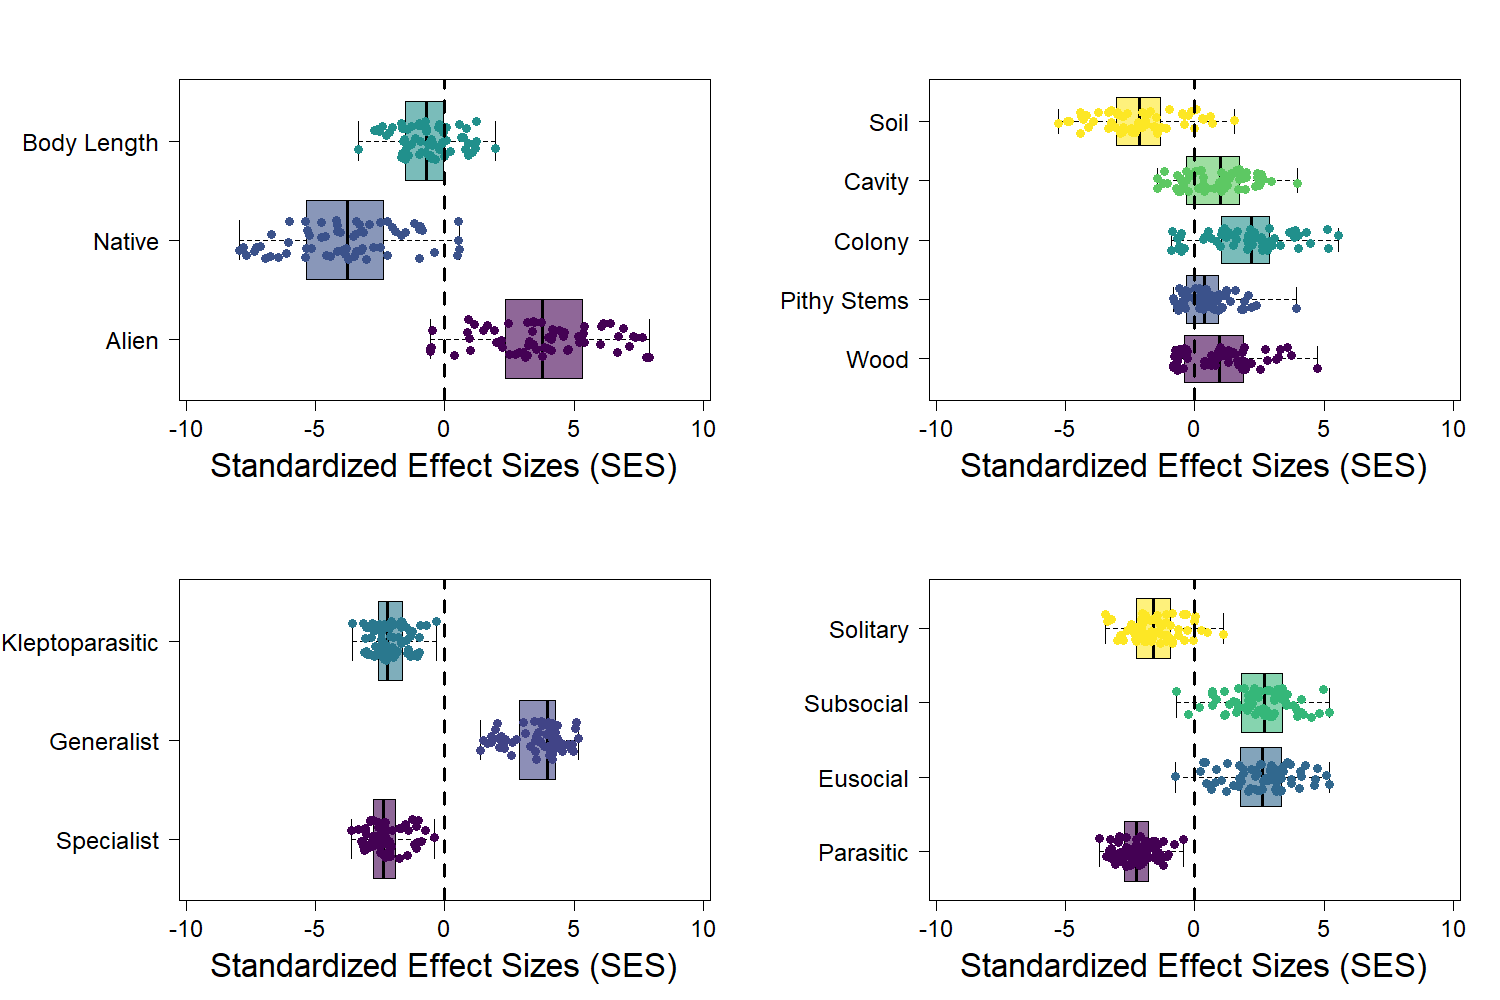 Body Length
Native
Alien
-10 -5 0 5 10
Standardized Effect Sizes (SES)
Soil
Cavity
Colony
Pithy Stems
Wood
-10 -5 0 5 10
Standardized Effect Sizes (SES)
Kleptoparasitic
Generalist
Specialist
-10 -5 0 5 10
Standardized Effect Sizes (SES)
Solitary
Subsocial
Eusocial
Parasitic
-10 -5 0 5 10
Standardized Effect Sizes (SES)